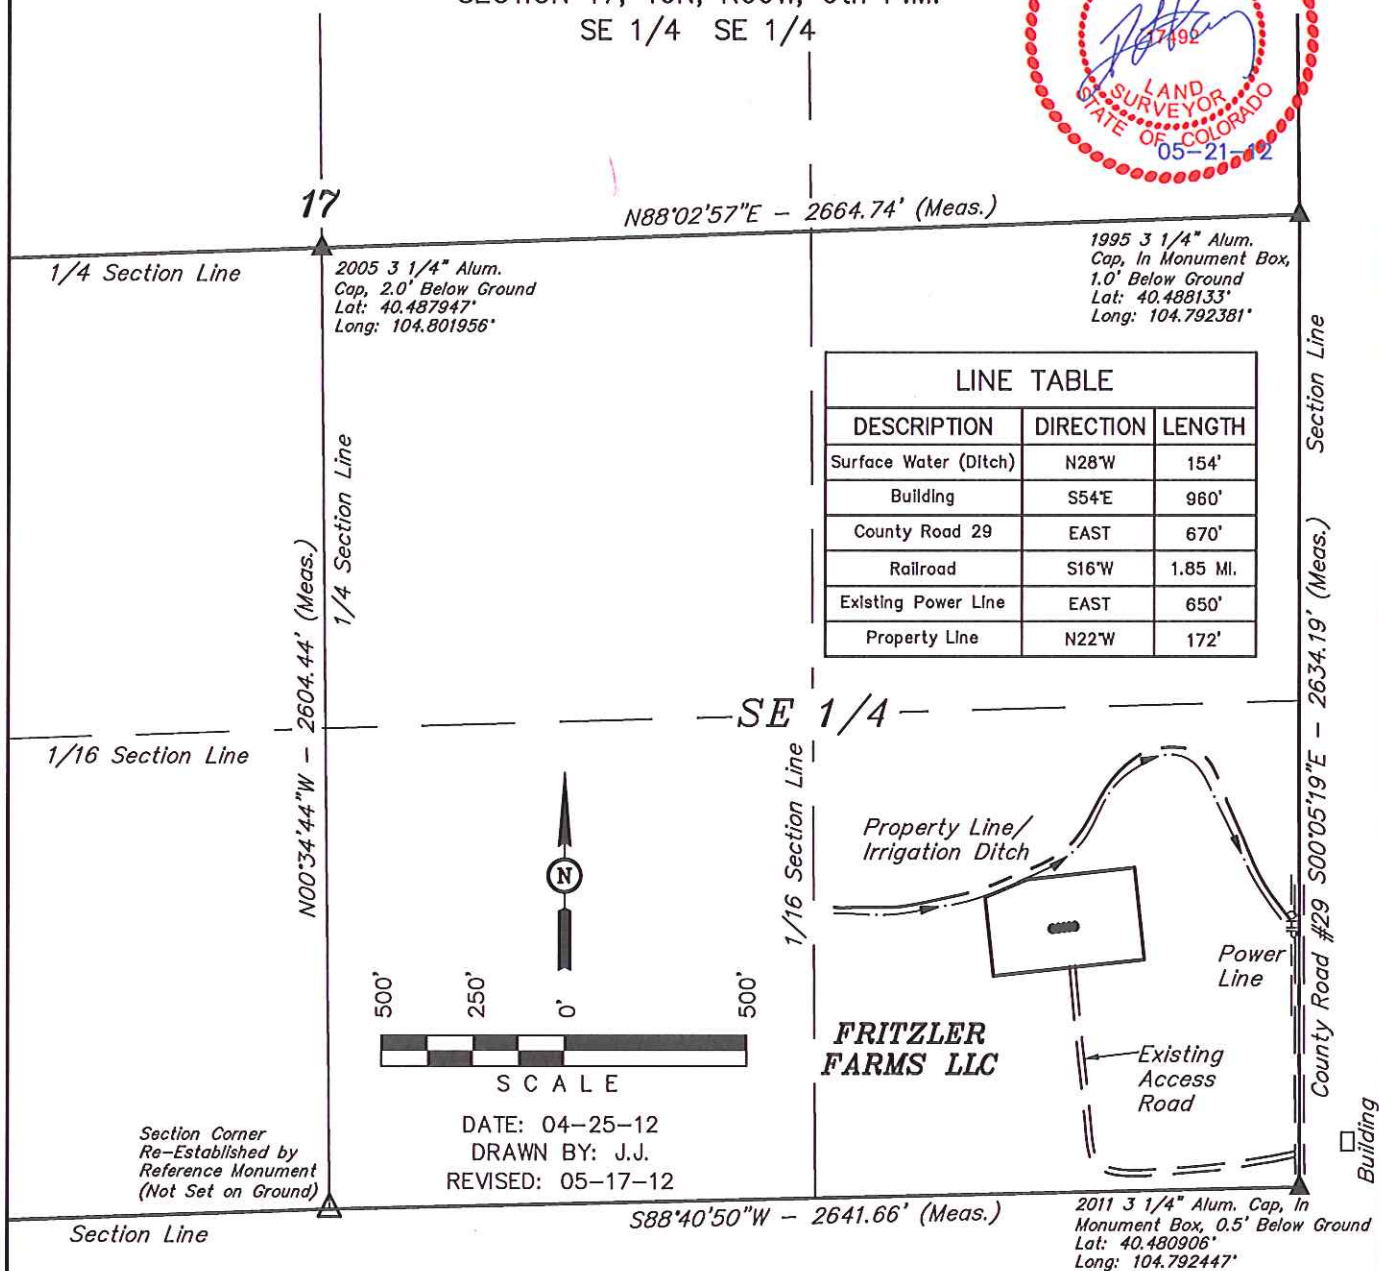 SE 1/4 SE 1/4
17492
LAND
SURVEYOR
STATE OF COLORADO
05-21-12
17
N88°02'57"E - 2664.74' (Meas.)
1/4 Section Line
2005 3 1/4" Alum.
Cap, 2.0' Below Ground
Lat: 40.487947°
Long: 104.801956°
1995 3 1/4" Alum.
Cap, In Monument Box,
1.0' Below Ground
Lat: 40.488133°
Long: 104.792381°
Section Line
LINE TABLE
DESCRIPTION DIRECTION LENGTH
Surface Water (Ditch) N28°W 154'
Building S54°E 960'
County Road 29 EAST 670'
Railroad S16°W 1.85 MI.
Existing Power Line EAST 650'
Property Line N22°W 172'
1/4 Section Line
N00°34'44"W - 2604.44' (Meas.)
S00°05'19"E - 2634.19' (Meas.)
SE 1/4
1/16 Section Line
1/16 Section Line
Property Line/
Irrigation Ditch
N
OHP
Power
Line
County Road #29
500' 250' 0' 500'
SCALE
FRITZLER
FARMS LLC
Existing
Access
Road
Building
DATE: 04-25-12
DRAWN BY: J.J.
REVISED: 05-17-12
Section Corner
Re-Established by
Reference Monument
(Not Set on Ground)
Section Line
S88°40'50"W - 2641.66' (Meas.)
2011 3 1/4" Alum. Cap, In
Monument Box, 0.5' Below Ground
Lat: 40.480906°
Long: 104.792447°